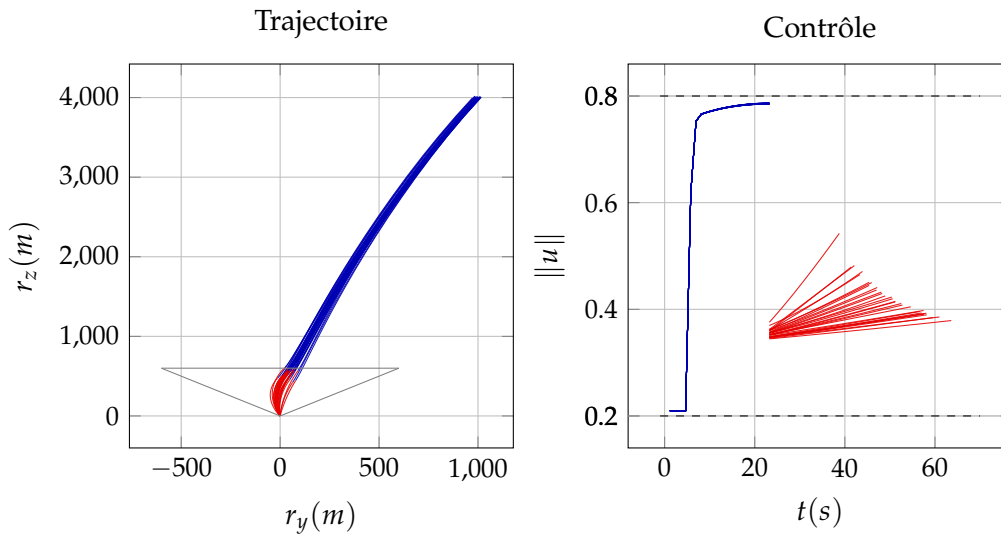 Trajectoire
4,000
3,000
2,000
1,000
0
−500
0
500
1,000
r_z(m)
r_y(m)
Contrôle
0.8
0.6
0.4
0.2
0
20
40
60
‖u‖
t(s)